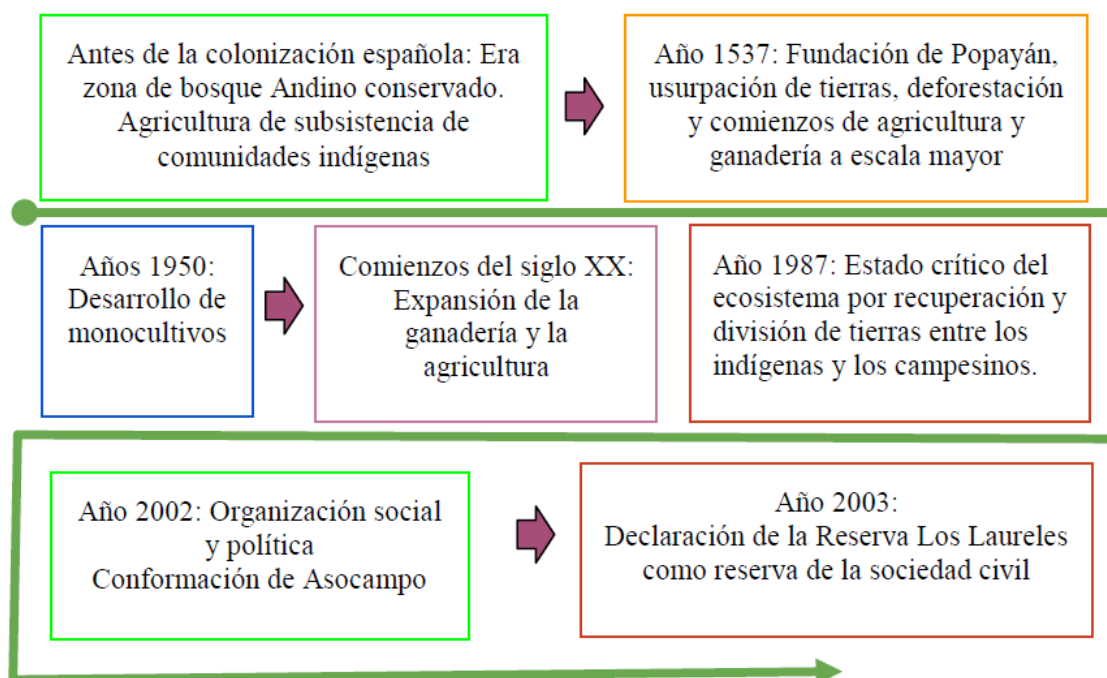 Antes de la colonización española: Era
zona de bosque Andino conservado.
Agricultura de subsistencia de
comunidades indígenas
Año 1537: Fundación de Popayán,
usurpación de tierras, deforestación
y comienzos de agricultura y
ganadería a escala mayor
Años 1950:
Desarrollo de
monocultivos
Comienzos del siglo XX:
Expansión de la
ganadería y la
agricultura
Año 1987: Estado crítico del
ecosistema por recuperación y
división de tierras entre los
indígenas y los campesinos.
Año 2002: Organización social
y política
Conformación de Asocampo
Año 2003:
Declaración de la Reserva Los Laureles
como reserva de la sociedad civil